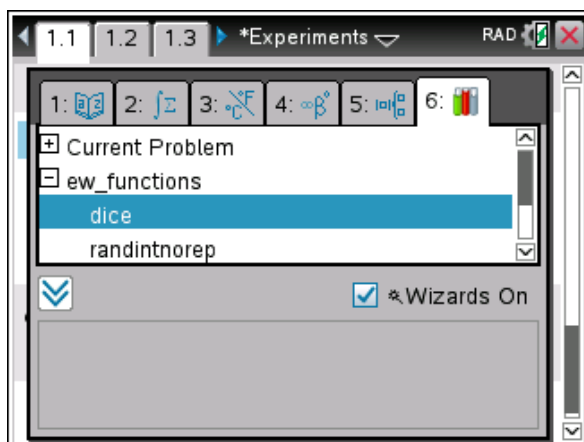 1.1 1.2 1.3 *Experiments RAD
1: 2: ∫Σ 3: °C°F 4: ∞β° 5: 6:
Current Problem
ew_functions
dice
randintnorep
Wizards On